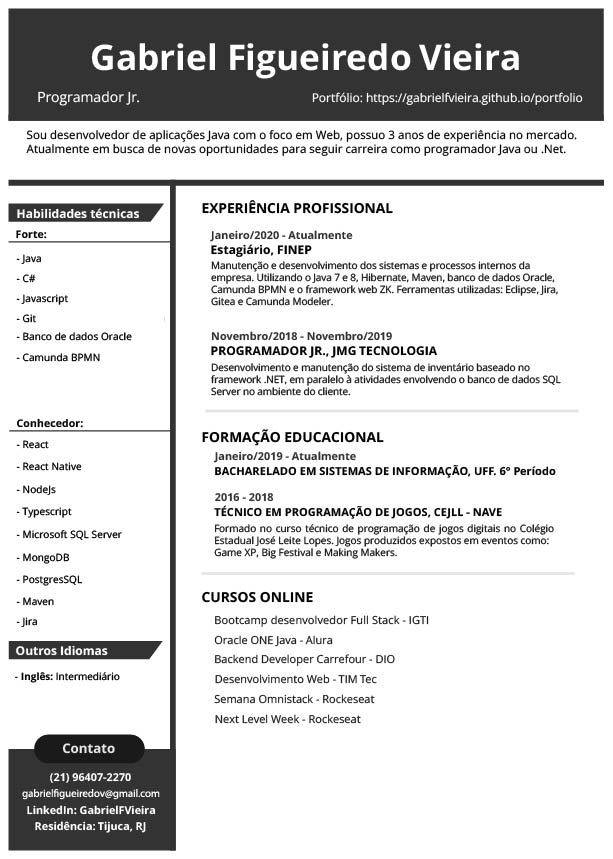 Gabriel Figueiredo Vieira
Programador Jr.
Portfólio: https://gabrielfvieira.github.io/portfolio
Sou desenvolvedor de aplicações Java com o foco em Web, possuo 3 anos de experiência no mercado.
Atualmente em busca de novas oportunidades para seguir carreira como programador Java ou .Net.
Habilidades técnicas
Forte:
- Java
- C#
- Javascript
- Git
- Banco de dados Oracle
- Camunda BPMN
Conhecedor:
- React
- React Native
- NodeJs
- Typescript
- Microsoft SQL Server
- MongoDB
- PostgresSQL
- Maven
- Jira
Outros Idiomas
- Inglês: Intermediário
Contato
(21) 96407-2270
gabrielfigueiredov@gmail.com
LinkedIn: GabrielFVieira
Residência: Tijuca, RJ
EXPERIÊNCIA PROFISSIONAL
Janeiro/2020 - Atualmente
Estagiário, FINEP
Manutenção e desenvolvimento dos sistemas e processos internos da
empresa. Utilizando o Java 7 e 8, Hibernate, Maven, banco de dados Oracle,
Camunda BPMN e o framework web ZK. Ferramentas utilizadas: Eclipse, Jira,
Gitea e Camunda Modeler.
Novembro/2018 - Novembro/2019
PROGRAMADOR JR., JMG TECNOLOGIA
Desenvolvimento e manutenção do sistema de inventário baseado no
framework .NET, em paralelo à atividades envolvendo o banco de dados SQL
Server no ambiente do cliente.
FORMAÇÃO EDUCACIONAL
Janeiro/2019 - Atualmente
BACHARELADO EM SISTEMAS DE INFORMAÇÃO, UFF. 6° Período
2016 - 2018
TÉCNICO EM PROGRAMAÇÃO DE JOGOS, CEJLL - NAVE
Formado no curso técnico de programação de jogos digitais no Colégio
Estadual José Leite Lopes. Jogos produzidos expostos em eventos como:
Game XP, Big Festival e Making Makers.
CURSOS ONLINE
Bootcamp desenvolvedor Full Stack - IGTI
Oracle ONE Java - Alura
Backend Developer Carrefour - DIO
Desenvolvimento Web - TIM Tec
Semana Omnistack - Rockeseat
Next Level Week - Rockeseat